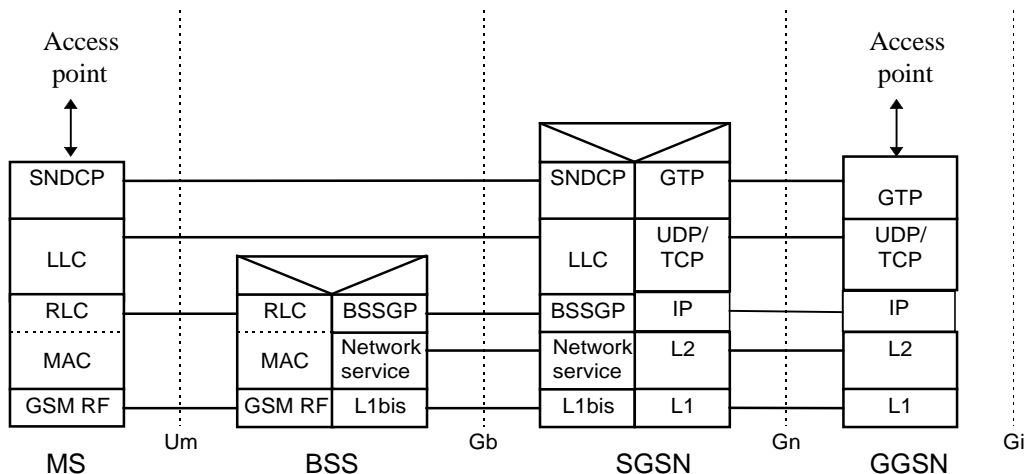 Access
point
Access
point
SNDCP
SNDCP
GTP
GTP
LLC
LLC
UDP/
TCP
UDP/
TCP
RLC
RLC
BSSGP
BSSGP
IP
IP
MAC
MAC
Network
service
Network
service
L2
L2
GSM RF
GSM RF
L1bis
L1bis
L1
L1
Um
Gb
Gn
Gi
MS
BSS
SGSN
GGSN